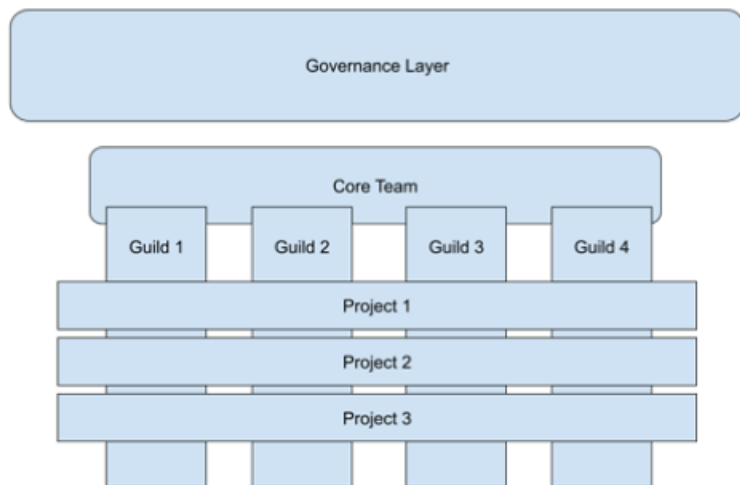 Governance Layer
Core Team
Guild 1 Guild 2 Guild 3 Guild 4
Project 1
Project 2
Project 3